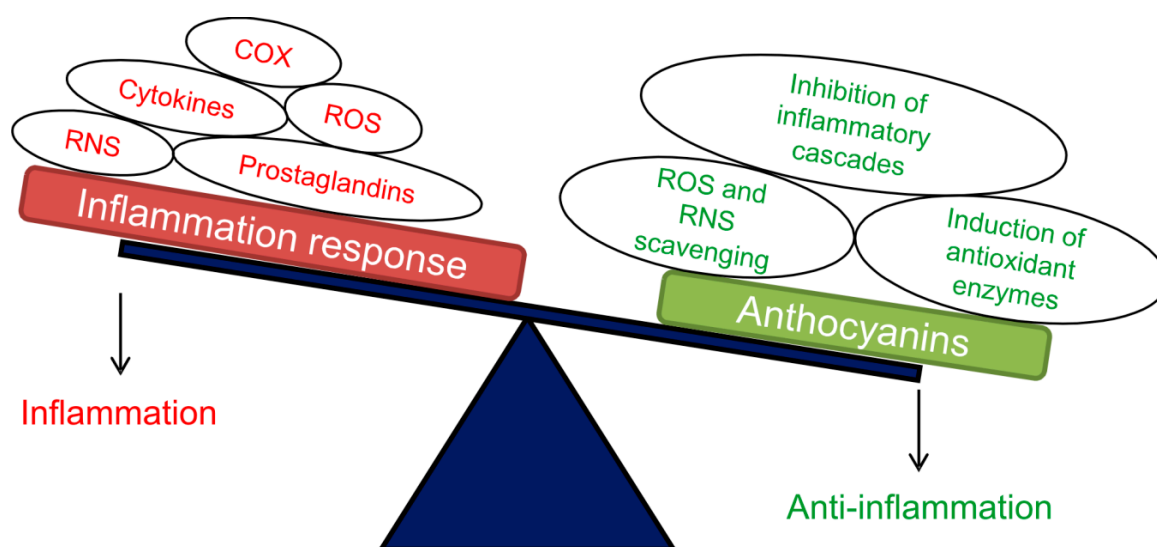 COX
Cytokines
ROS
RNS
Prostaglandins
Inflammation response
Inflammation
Inhibition of
inflammatory
cascades
ROS and
RNS
scavenging
Induction of
antioxidant
enzymes
Anthocyanins
Anti-inflammation